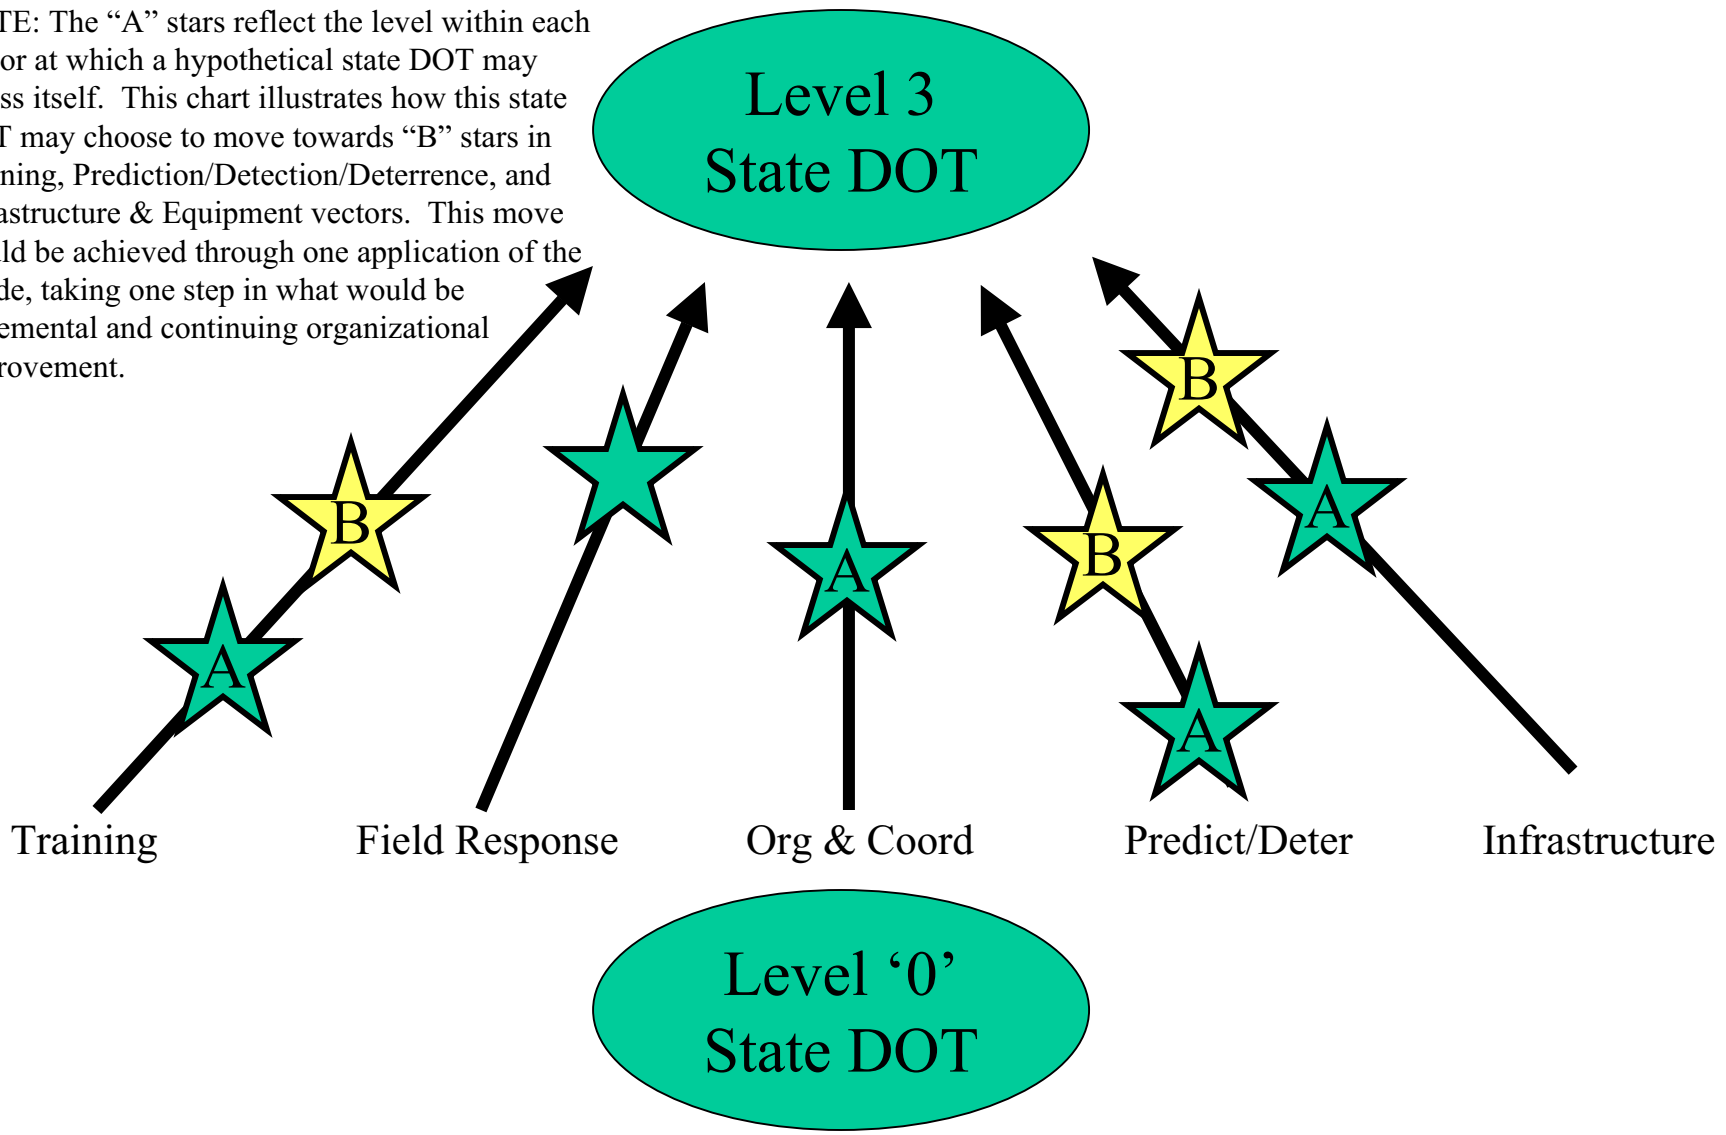 TE: The “A” stars reflect the level within each
or at which a hypothetical state DOT may
ss itself. This chart illustrates how this state
T may choose to move towards “B” stars in
ning, Prediction/Detection/Deterrence, and
astructure & Equipment vectors. This move
ld be achieved through one application of the
de, taking one step in what would be
emental and continuing organizational
rovement.
Level 3
State DOT
B
A
B
A
B
A
A
Training
Field Response
Org & Coord
Predict/Deter
Infrastructure
Level ‘0’
State DOT